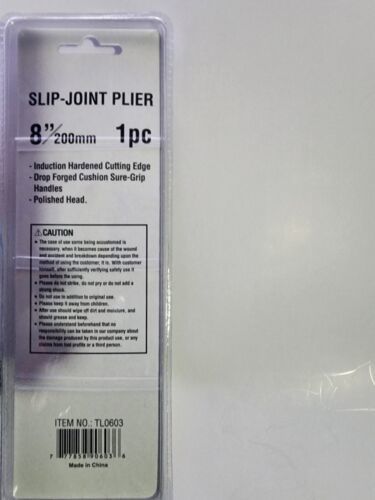 SLIP-JOINT PLIER
8"/200mm 1pc
- Induction Hardened Cutting Edge
- Drop Forged Cushion Sure-Grip
Handles
- Polished Head.
⚠CAUTION
● The case of use some being accustomed is
necessary, when it becomes cause of the wound
and accident and breakdown depending upon the
method of using the customer, it is. With customer
himself, after sufficiently verifying safety use it
goes before the using.
● Please do not strike, do not pry or do not add a
strong shock.
● Do not use in addition to original use.
● Please keep it away from children.
● After use should wipe off dirt and moisture, and
should grease and keep.
● Please understand beforehand that no
responsibility can be taken in our company about
the damage produced by this product use, or any
claims from lost profits or a third person.
ITEM NO.: TL0603
7 77858 90603 6
Made in China